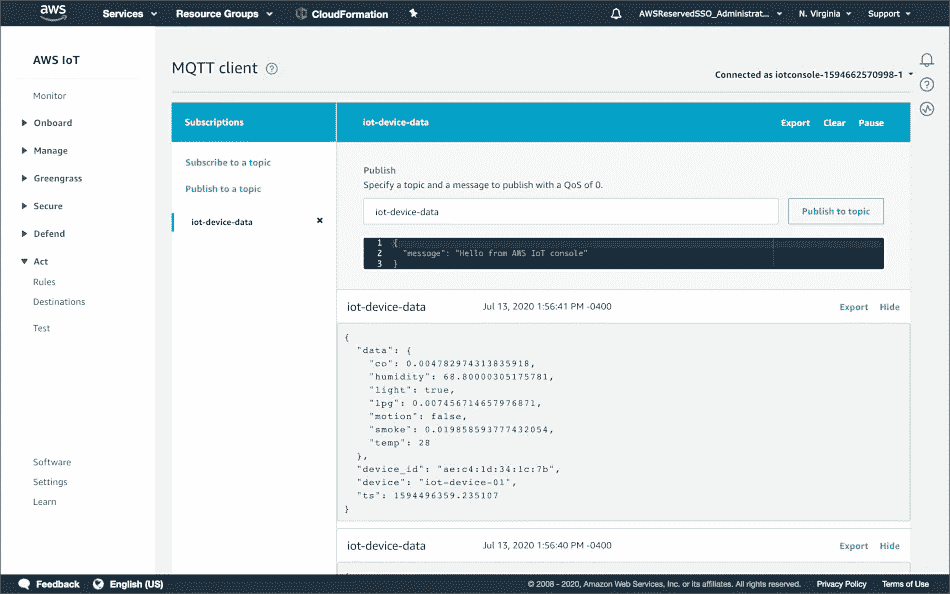 aws
Services
Resource Groups
CloudFormation
AWSReservedSSO_Administrat...
N. Virginia
Support
AWS IoT
Monitor
Onboard
Manage
Greengrass
Secure
Defend
Act
Rules
Destinations
Test
Software
Settings
Learn
MQTT client
Connected as iotconsole-1594662570998-1
Subscriptions
Subscribe to a topic
Publish to a topic
iot-device-data
iot-device-data
Export Clear Pause
Publish
Specify a topic and a message to publish with a QoS of 0.
iot-device-data
Publish to topic
1 {
2 "message": "Hello from AWS IoT console"
3 }
iot-device-data Jul 13, 2020 1:56:41 PM -0400 Export Hide
{
"data": {
"co": 0.004782974313835918,
"humidity": 68.80000305175781,
"light": true,
"lpg": 0.007456714657976871,
"motion": false,
"smoke": 0.019858593777432054,
"temp": 28
},
"device_id": "ae:c4:1d:34:1c:7b",
"device": "iot-device-01",
"ts": 1594496359.235107
}
iot-device-data Jul 13, 2020 1:56:40 PM -0400 Export Hide
Feedback English (US) © 2008 - 2020, Amazon Web Services, Inc. or its affiliates. All rights reserved. Privacy Policy Terms of Use